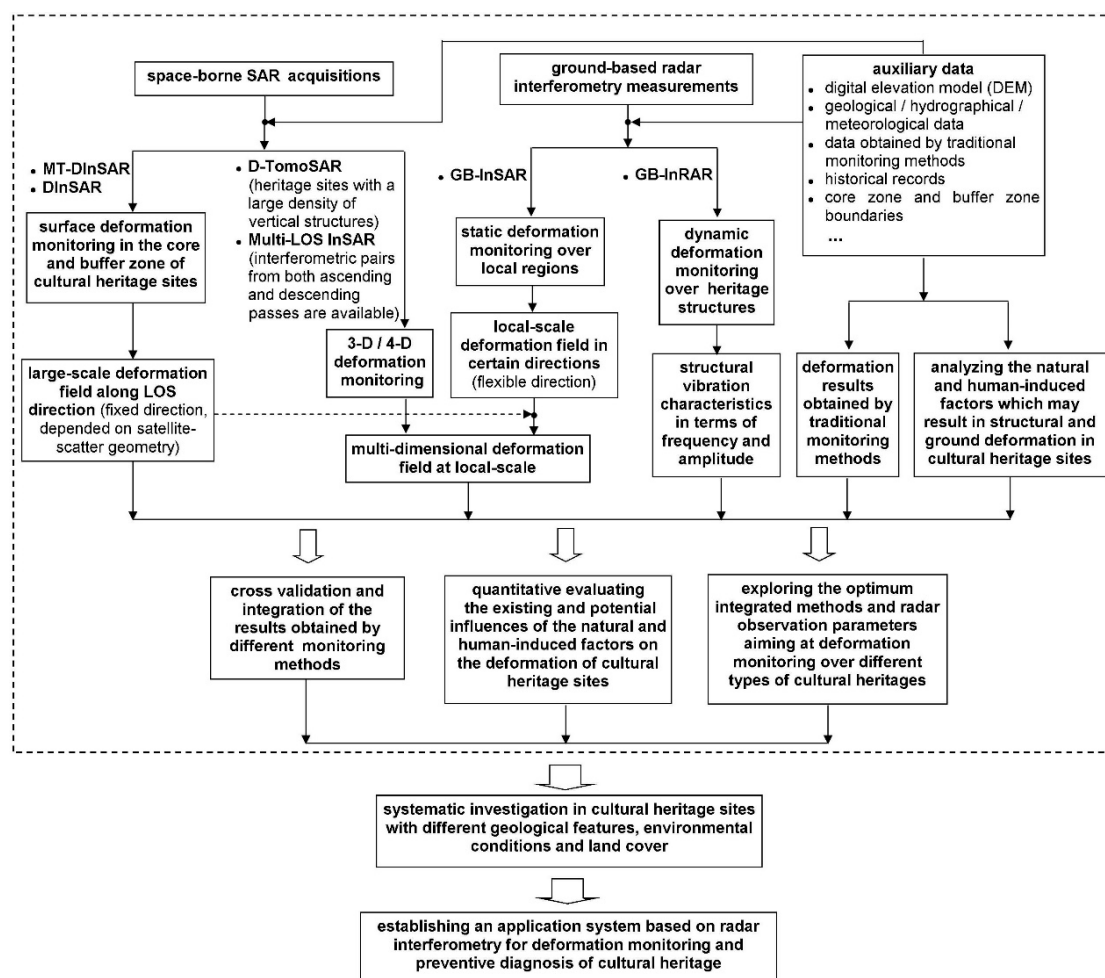 space-borne SAR acquisitions
ground-based radar
interferometry measurements
auxiliary data
• digital elevation model (DEM)
• geological / hydrographical /
meteorological data
• data obtained by traditional
monitoring methods
• historical records
• core zone and buffer zone
boundaries
...
• MT-DInSAR
• DInSAR
• D-TomoSAR
(heritage sites with a
large density of
vertical structures)
• Multi-LOS InSAR
(interferometric pairs
from both ascending
and descending
passes are available)
• GB-InSAR
• GB-InRAR
surface deformation
monitoring in the core
and buffer zone of
cultural heritage sites
static deformation
monitoring over
local regions
dynamic
deformation
monitoring
over heritage
structures
3-D / 4-D
deformation
monitoring
large-scale deformation
field along LOS
direction (fixed direction,
depended on satellite-
scatter geometry)
local-scale
deformation field in
certain directions
(flexible direction)
multi-dimensional deformation
field at local-scale
structural
vibration
characteristics
in terms of
frequency and
amplitude
deformation
results
obtained by
traditional
monitoring
methods
analyzing the natural
and human-induced
factors which may
result in structural and
ground deformation in
cultural heritage sites
cross validation and
integration of the
results obtained by
different monitoring
methods
quantitative evaluating
the existing and potential
influences of the natural and
human-induced factors on
the deformation of cultural
heritage sites
exploring the optimum
integrated methods and radar
observation parameters
aiming at deformation
monitoring over different
types of cultural heritages
systematic investigation in cultural heritage sites
with different geological features, environmental
conditions and land cover
establishing an application system based on radar
interferometry for deformation monitoring and
preventive diagnosis of cultural heritage